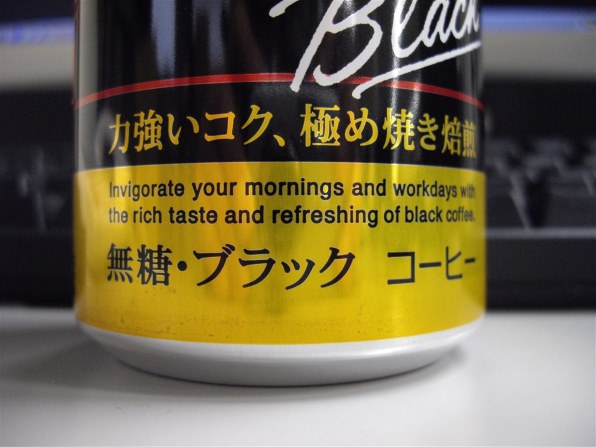 Black
力強いコク、極め焼き焙煎
Invigorate your mornings and workdays with
the rich taste and refreshing of black coffee.
無糖・ブラック コーヒー